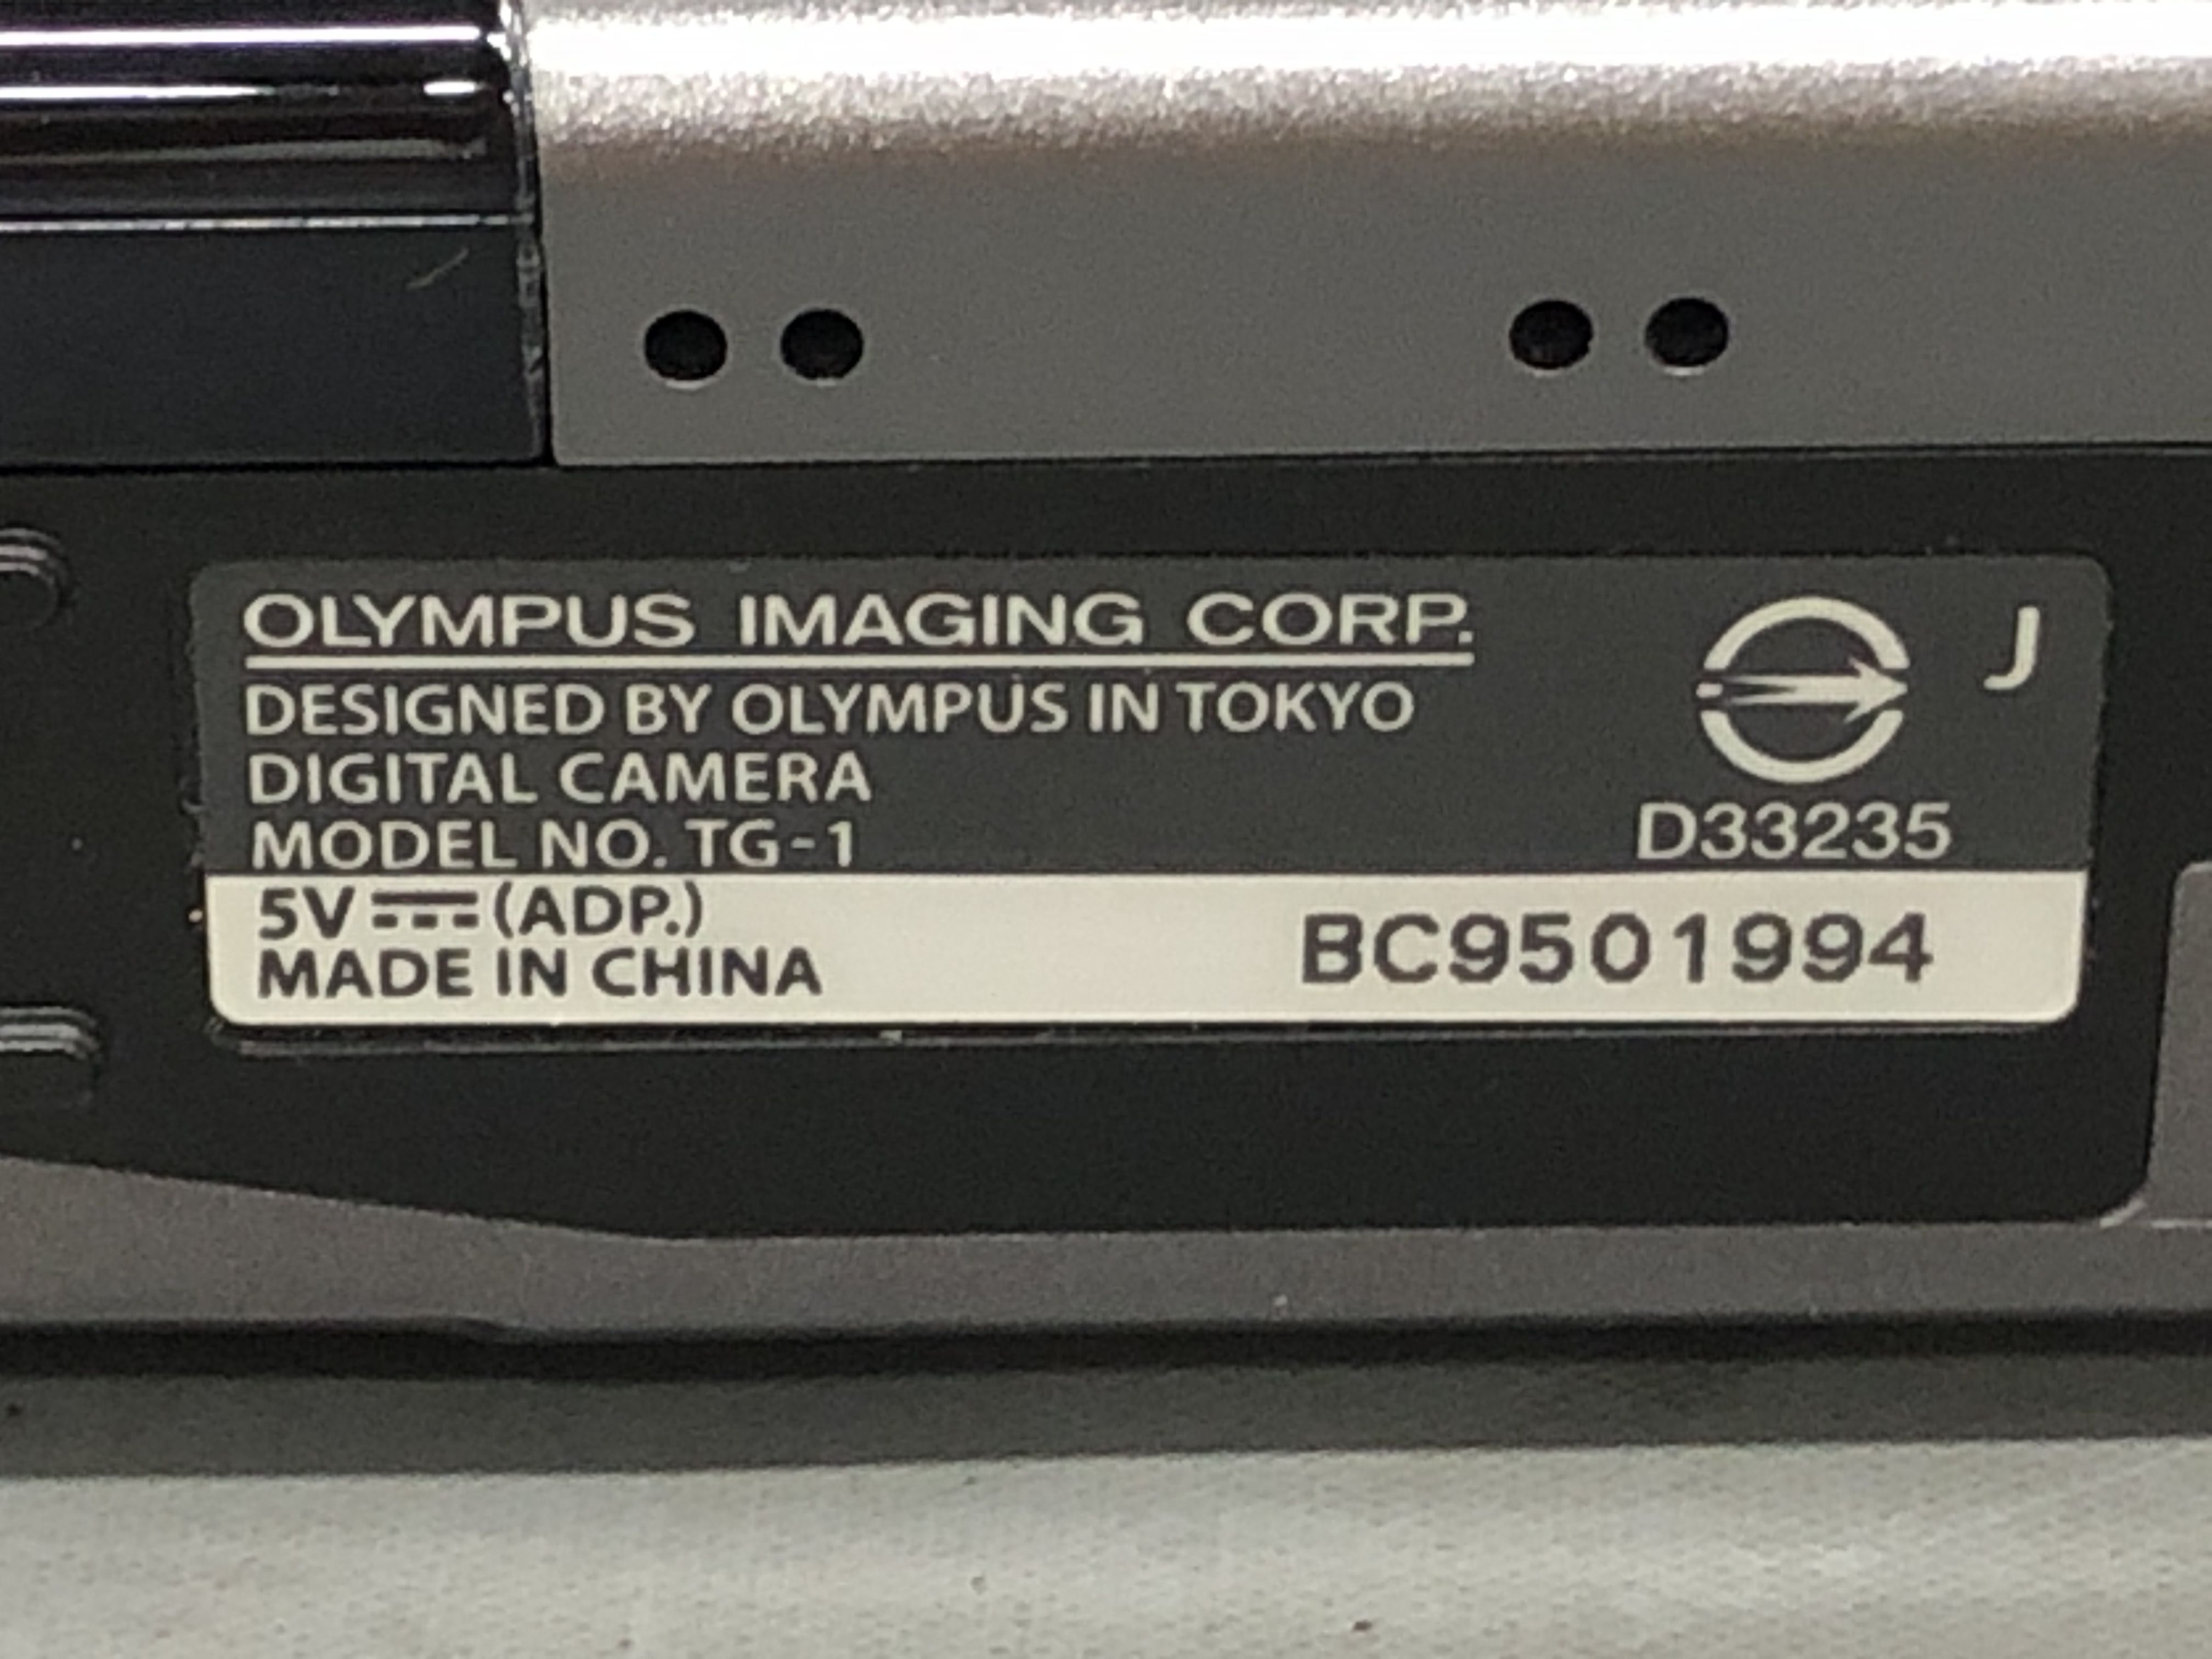 OLYMPUS IMAGING CORP.
DESIGNED BY OLYMPUS IN TOKYO
DIGITAL CAMERA
MODEL NO. TG-1
J
D33235
5V ⎓ (ADP.)
MADE IN CHINA
BC9501994